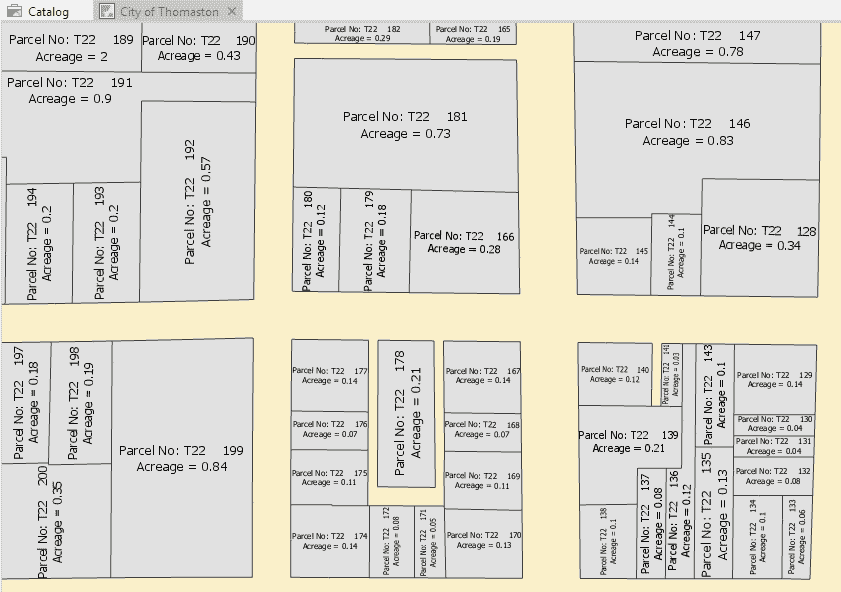 Catalog
City of Thomaston
Parcel No: T22 189
Acreage = 2
Parcel No: T22 190
Acreage = 0.43
Parcel No: T22 191
Acreage = 0.9
Parcel No: T22 192
Acreage = 0.57
Parcel No: T22 194
Acreage = 0.2
Parcel No: T22 193
Acreage = 0.2
Parcel No: T22 182
Acreage = 0.29
Parcel No: T22 165
Acreage = 0.19
Parcel No: T22 181
Acreage = 0.73
Parcel No: T22 180
Acreage = 0.12
Parcel No: T22 179
Acreage = 0.18
Parcel No: T22 166
Acreage = 0.28
Parcel No: T22 147
Acreage = 0.78
Parcel No: T22 146
Acreage = 0.83
Parcel No: T22 145
Acreage = 0.14
Parcel No: T22 144
Acreage = 0.1
Parcel No: T22 128
Acreage = 0.34
Parcel No: T22 197
Acreage = 0.18
Parcel No: T22 198
Acreage = 0.19
Parcel No: T22 199
Acreage = 0.84
Parcel No: T22 200
Acreage = 0.35
Parcel No: T22 177
Acreage = 0.14
Parcel No: T22 176
Acreage = 0.07
Parcel No: T22 175
Acreage = 0.11
Parcel No: T22 174
Acreage = 0.14
Parcel No: T22 178
Acreage = 0.21
Parcel No: T22 172
Acreage = 0.08
Parcel No: T22 171
Acreage = 0.05
Parcel No: T22 167
Acreage = 0.14
Parcel No: T22 168
Acreage = 0.07
Parcel No: T22 169
Acreage = 0.11
Parcel No: T22 170
Acreage = 0.13
Parcel No: T22 140
Acreage = 0.12
Parcel No: T22 141
Acreage = 0.03
Parcel No: T22 143
Acreage = 0.1
Parcel No: T22 129
Acreage = 0.14
Parcel No: T22 130
Acreage = 0.04
Parcel No: T22 131
Acreage = 0.04
Parcel No: T22 132
Acreage = 0.08
Parcel No: T22 139
Acreage = 0.21
Parcel No: T22 138
Acreage = 0.1
Parcel No: T22 137
Acreage = 0.08
Parcel No: T22 136
Acreage = 0.12
Parcel No: T22 135
Acreage = 0.13
Parcel No: T22 134
Acreage = 0.1
Parcel No: T22 133
Acreage = 0.06